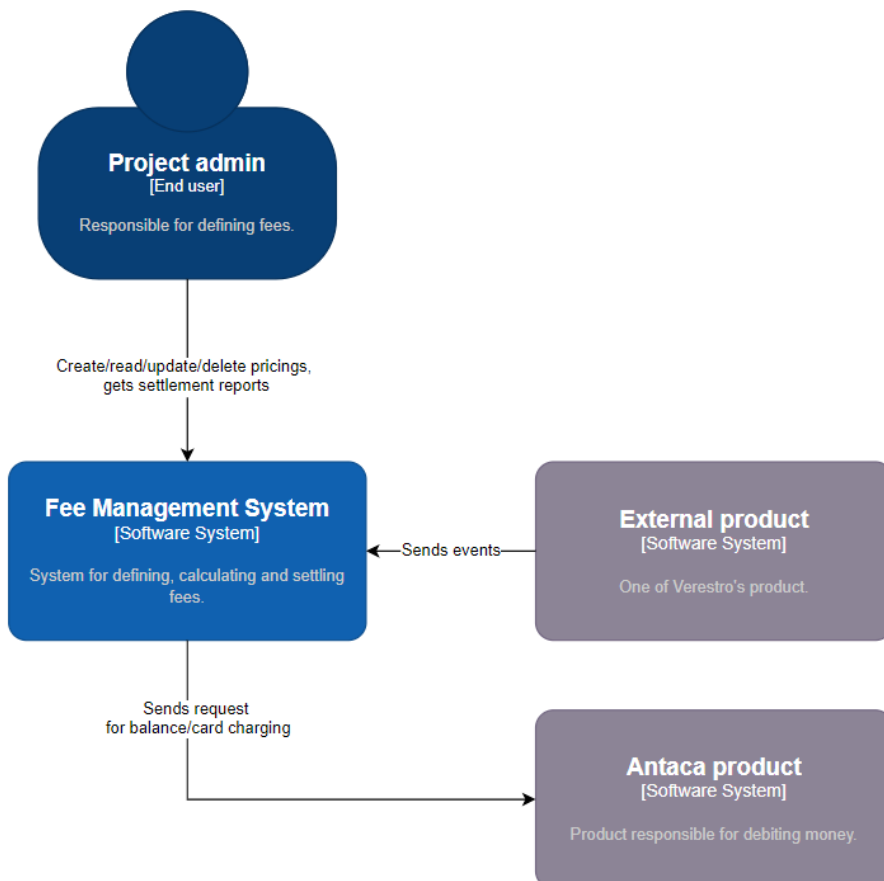 Project admin
[End user]
Responsible for defining fees.
Create/read/update/delete pricings,
gets settlement reports
Fee Management System
[Software System]
System for defining, calculating and settling
fees.
Sends events
External product
[Software System]
One of Verestro's product.
Sends request
for balance/card charging
Antaca product
[Software System]
Product responsible for debiting money.